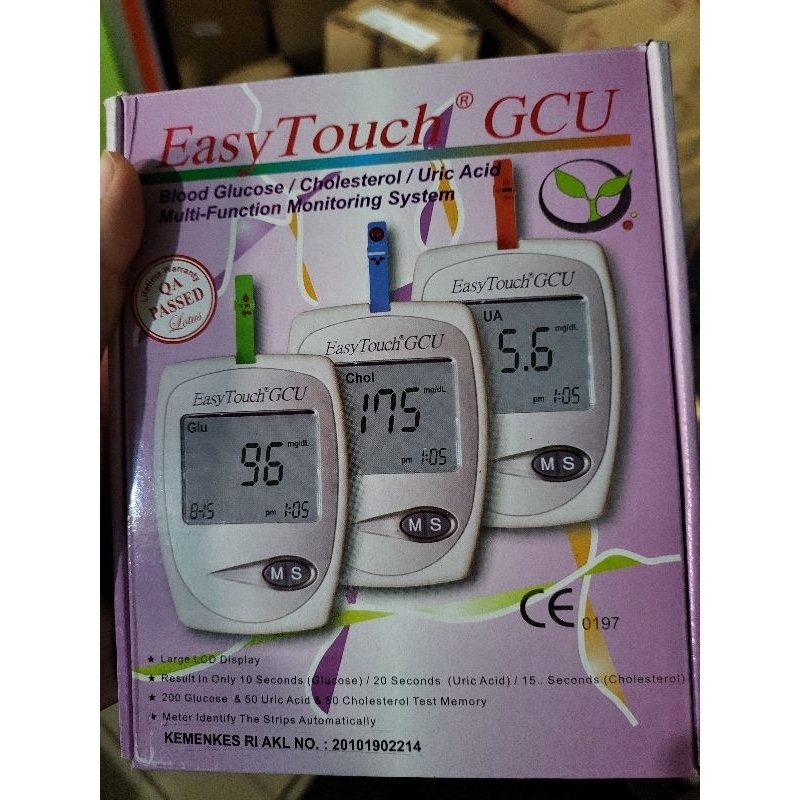 EasyTouch® GCU
Blood Glucose / Cholesterol / Uric Acid
Multi-Function Monitoring System
Lifetime Warranty
QA
PASSED
Lotus
EasyTouch® GCU
UA
5.6 mg/dL
pm 1:05
M S
EasyTouch® GCU
Chol
175 mg/dL
pm 1:05
M S
EasyTouch® GCU
Glu
96 mg/dL
8-15 pm 1:05
M S
CE 0197
★ Large LCD Display
★ Result In Only 10 Seconds (Glucose) / 20 Seconds (Uric Acid) / 15.. Seconds (Cholesterol)
★ 200 Glucose & 50 Uric Acid & 50 Cholesterol Test Memory
★ Meter Identify The Strips Automatically
KEMENKES RI AKL NO. : 20101902214